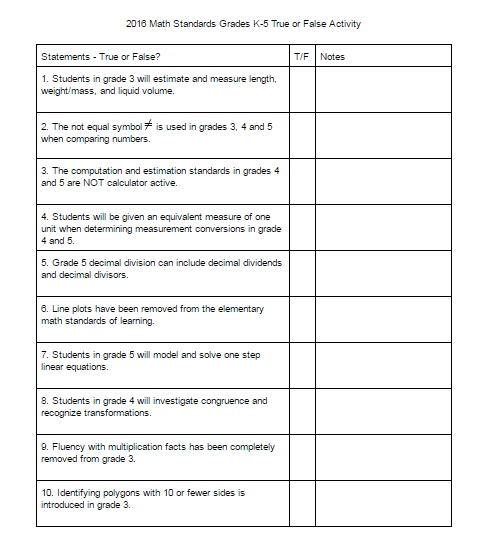 2016 Math Standards Grades K-5 True or False Activity
Statements - True or False? T/F Notes
1. Students in grade 3 will estimate and measure length,
weight/mass, and liquid volume.
2. The not equal symbol ≠ is used in grades 3, 4 and 5
when comparing numbers.
3. The computation and estimation standards in grades 4
and 5 are NOT calculator active.
4. Students will be given an equivalent measure of one
unit when determining measurement conversions in grade
4 and 5.
5. Grade 5 decimal division can include decimal dividends
and decimal divisors.
6. Line plots have been removed from the elementary
math standards of learning.
7. Students in grade 5 will model and solve one step
linear equations.
8. Students in grade 4 will investigate congruence and
recognize transformations.
9. Fluency with multiplication facts has been completely
removed from grade 3.
10. Identifying polygons with 10 or fewer sides is
introduced in grade 3.